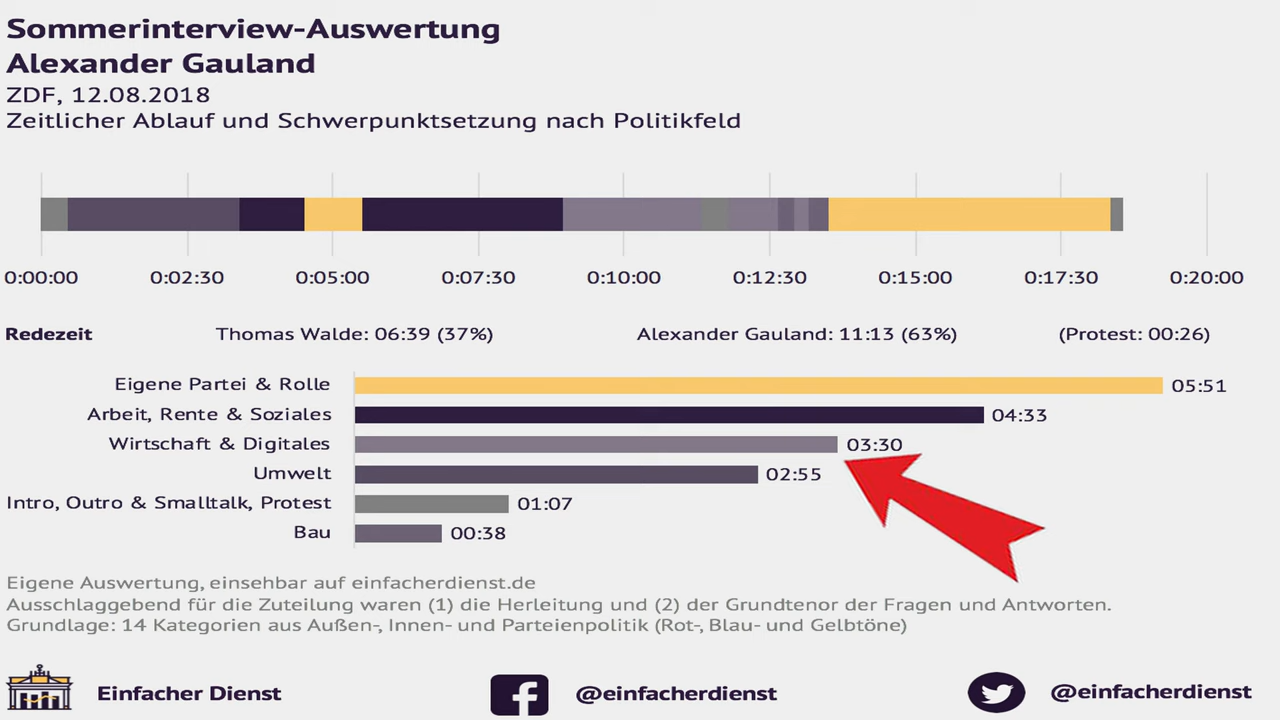 Sommerinterview-Auswertung
Alexander Gauland
ZDF, 12.08.2018
Zeitlicher Ablauf und Schwerpunktsetzung nach Politikfeld
0:00:00 0:02:30 0:05:00 0:07:30 0:10:00 0:12:30 0:15:00 0:17:30 0:20:00
Redezeit Thomas Walde: 06:39 (37%) Alexander Gauland: 11:13 (63%) (Protest: 00:26)
Eigene Partei & Rolle 05:51
Arbeit, Rente & Soziales 04:33
Wirtschaft & Digitales 03:30
Umwelt 02:55
Intro, Outro & Smalltalk, Protest 01:07
Bau 00:38
Eigene Auswertung, einsehbar auf einfacherdienst.de
Ausschlaggebend für die Zuteilung waren (1) die Herleitung und (2) der Grundtenor der Fragen und Antworten.
Grundlage: 14 Kategorien aus Außen-, Innen- und Parteienpolitik (Rot-, Blau- und Gelbtöne)
Einfacher Dienst @einfacherdienst @einfacherdienst